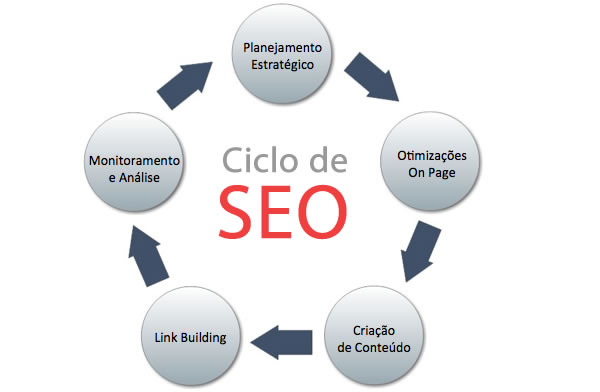 Planejamento
Estratégico
Otimizações
On Page
Criação
de Conteúdo
Link Building
Monitoramento
e Análise
Ciclo de
SEO